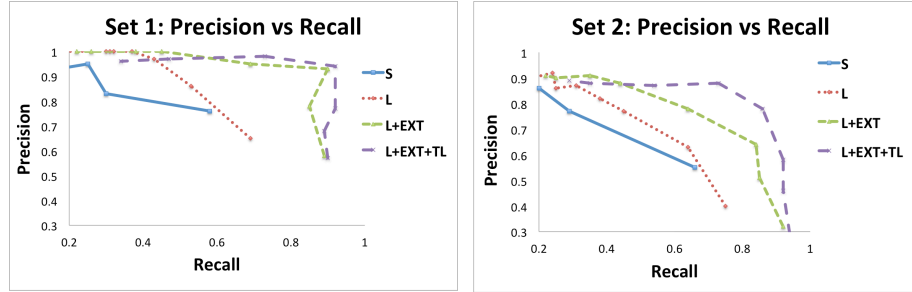 Set 1: Precision vs Recall
Precision
1
0.9
0.8
0.7
0.6
0.5
0.4
0.3
0.2
0.4
0.6
0.8
1
Recall
S
L
L+EXT
L+EXT+TL
Set 2: Precision vs Recall
Precision
1
0.9
0.8
0.7
0.6
0.5
0.4
0.3
0.2
0.4
0.6
0.8
1
Recall
S
L
L+EXT
L+EXT+TL